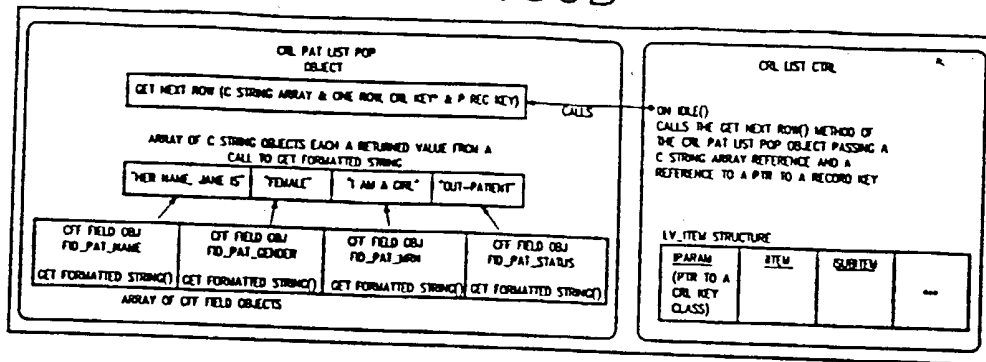 CRL PAT LIST POP
OBJECT
GET NEXT ROW (C STRING ARRAY & ONE ROW, CRL KEY* & P REC KEY)
ARRAY OF C STRING OBJECTS EACH A RETURNED VALUE FROM A
CALL TO GET FORMATTED STRING
"HER NAME, JANE IS" "FEMALE" "I AM A GIRL" "OUT-PATIENT"
CFT FIELD OBJ CFT FIELD OBJ CFT FIELD OBJ CFT FIELD OBJ
FID_PAT_NAME FID_PAT_GENDER FID_PAT_MRN FID_PAT_STATUS
GET FORMATTED STRING() GET FORMATTED STRING() GET FORMATTED STRING() GET FORMATTED STRING()
ARRAY OF CFT FIELD OBJECTS
CALLS
CRL LIST CTRL
ON IDLE()
CALLS THE GET NEXT ROW() METHOD OF
THE CRL PAT LIST POP OBJECT PASSING A
C STRING ARRAY REFERENCE AND A
REFERENCE TO A PTR TO A RECORD KEY
LV_ITEM STRUCTURE
lPARAM iITEM iSUBITEM
(PTR TO A
CRL KEY
CLASS)
•••